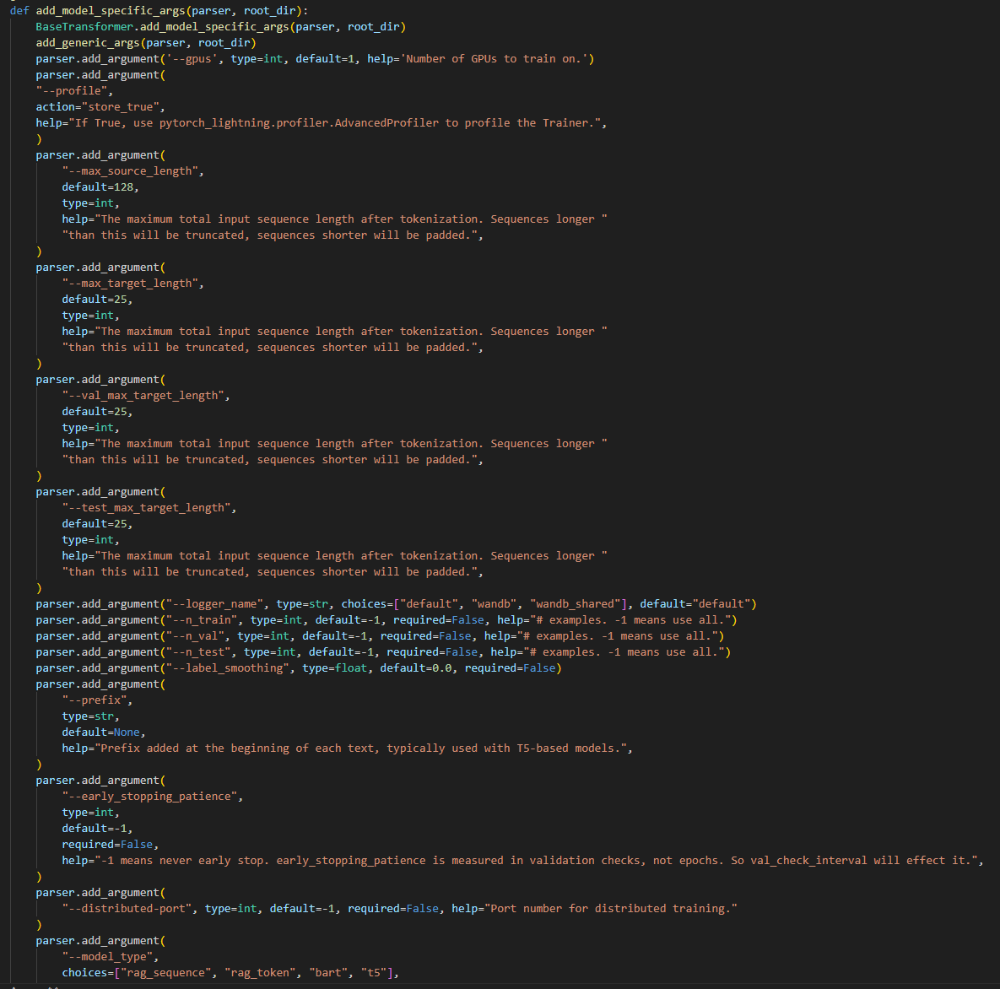 def add_model_specific_args(parser, root_dir):
    BaseTransformer.add_model_specific_args(parser, root_dir)
    add_generic_args(parser, root_dir)
    parser.add_argument('--gpus', type=int, default=1, help='Number of GPUs to train on.')
    parser.add_argument(
    "--profile",
    action="store_true",
    help="If True, use pytorch_lightning.profiler.AdvancedProfiler to profile the Trainer.",
    )
    parser.add_argument(
        "--max_source_length",
        default=128,
        type=int,
        help="The maximum total input sequence length after tokenization. Sequences longer "
        "than this will be truncated, sequences shorter will be padded.",
    )
    parser.add_argument(
        "--max_target_length",
        default=25,
        type=int,
        help="The maximum total input sequence length after tokenization. Sequences longer "
        "than this will be truncated, sequences shorter will be padded.",
    )
    parser.add_argument(
        "--val_max_target_length",
        default=25,
        type=int,
        help="The maximum total input sequence length after tokenization. Sequences longer "
        "than this will be truncated, sequences shorter will be padded.",
    )
    parser.add_argument(
        "--test_max_target_length",
        default=25,
        type=int,
        help="The maximum total input sequence length after tokenization. Sequences longer "
        "than this will be truncated, sequences shorter will be padded.",
    )
    parser.add_argument("--logger_name", type=str, choices=["default", "wandb", "wandb_shared"], default="default")
    parser.add_argument("--n_train", type=int, default=-1, required=False, help="# examples. -1 means use all.")
    parser.add_argument("--n_val", type=int, default=-1, required=False, help="# examples. -1 means use all.")
    parser.add_argument("--n_test", type=int, default=-1, required=False, help="# examples. -1 means use all.")
    parser.add_argument("--label_smoothing", type=float, default=0.0, required=False)
    parser.add_argument(
        "--prefix",
        type=str,
        default=None,
        help="Prefix added at the beginning of each text, typically used with T5-based models.",
    )
    parser.add_argument(
        "--early_stopping_patience",
        type=int,
        default=-1,
        required=False,
        help="-1 means never early stop. early_stopping_patience is measured in validation checks, not epochs. So val_check_interval will effect it.",
    )
    parser.add_argument(
        "--distributed-port", type=int, default=-1, required=False, help="Port number for distributed training."
    )
    parser.add_argument(
        "--model_type",
        choices=["rag_sequence", "rag_token", "bart", "t5"],